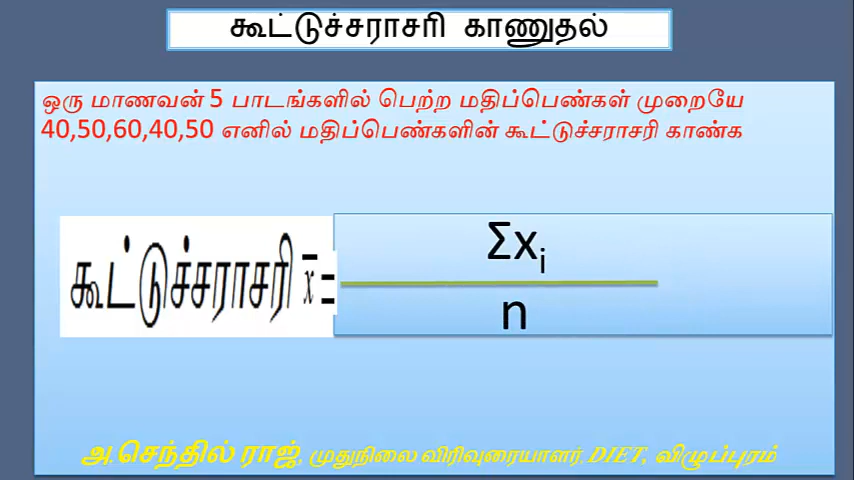 கூட்டுச்சராசரி காணுதல்
ஒரு மாணவன் 5 பாடங்களில் பெற்ற மதிப்பெண்கள் முறையே
40,50,60,40,50 எனில் மதிப்பெண்களின் கூட்டுச்சராசரி காண்க
கூட்டுச்சராசரி x̄ =
Σxᵢ
n
அ.செந்தில் ராஜ், முதுநிலை விரிவுரையாளர். DIET, விழுப்புரம்